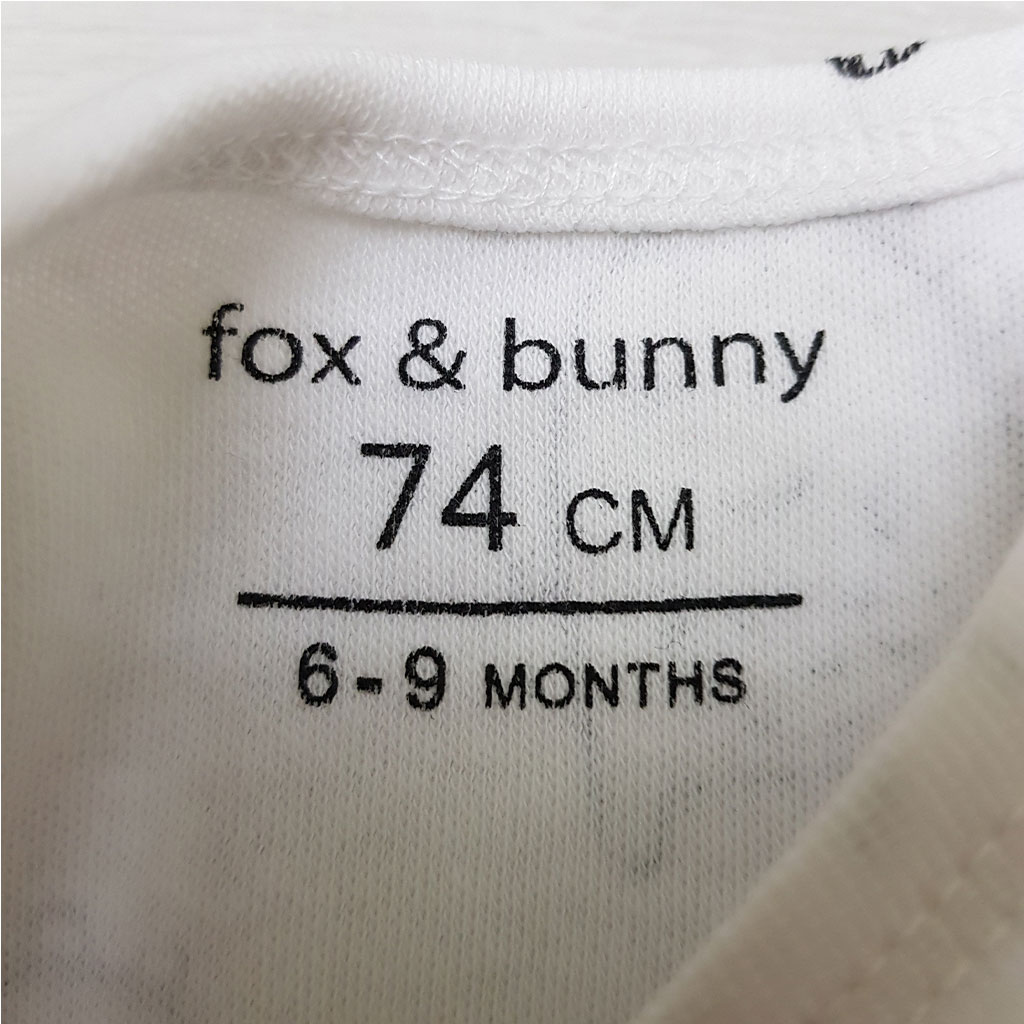 fox & bunny
74 CM
6 - 9 MONTHS